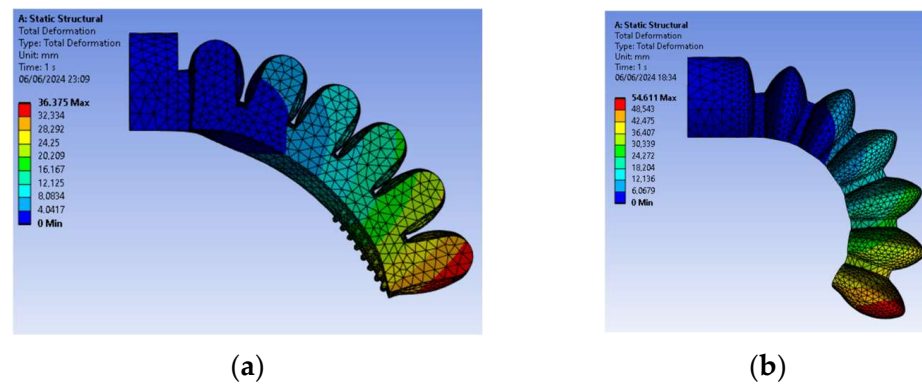 A: Static Structural
Total Deformation
Type: Total Deformation
Unit: mm
Time: 1 s
06/06/2024 23:09
36.375 Max
32,334
28,292
24,25
20,209
16,167
12,125
8,0834
4.0417
0 Min
(a)
A: Static Structural
Total Deformation
Type: Total Deformation
Unit: mm
Time: 1 s
06/06/2024 18:34
54.611 Max
48,543
42,475
36,407
30,339
24,272
18,204
12,136
6.0679
0 Min
(b)